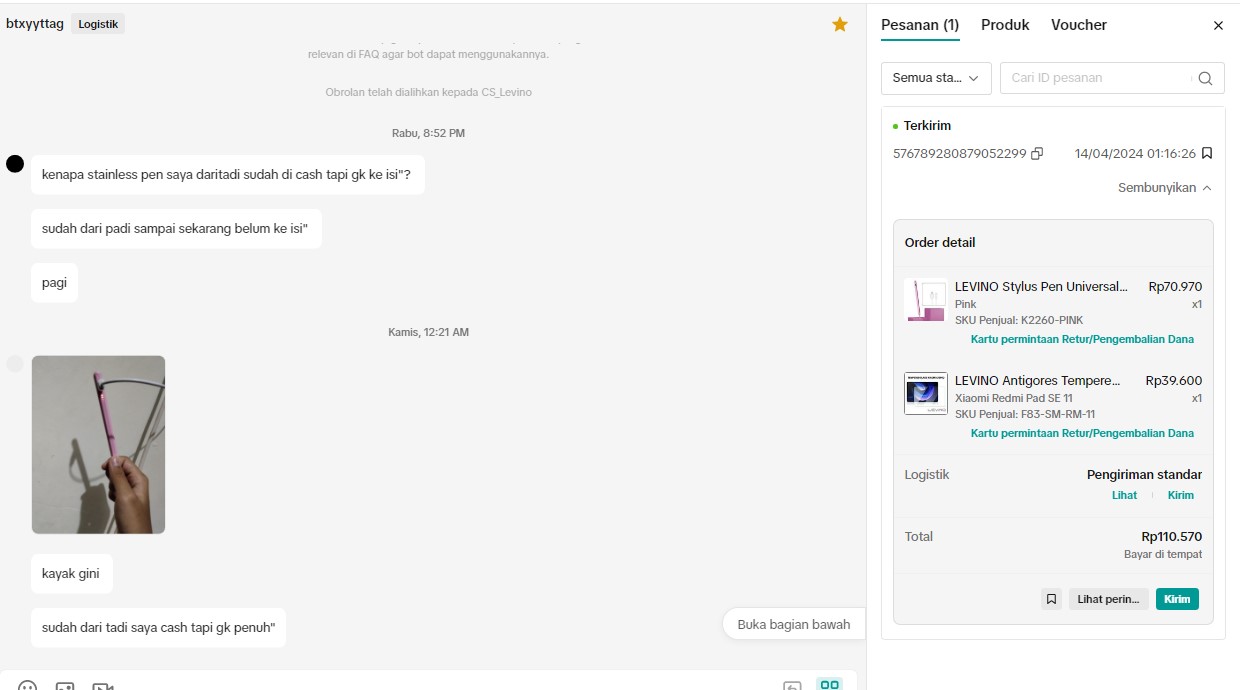 btxyyttag Logistik
relevan di FAQ agar bot dapat menggunakannya.
Obrolan telah dialihkan kepada CS_Levino
Rabu, 8:52 PM
kenapa stainless pen saya daritadi sudah di cash tapi gk ke isi"?
sudah dari padi sampai sekarang belum ke isi"
pagi
Kamis, 12:21 AM
kayak gini
sudah dari tadi saya cash tapi gk penuh"
Buka bagian bawah
Pesanan (1) Produk Voucher
Semua sta... Cari ID pesanan
Terkirim
576789280879052299 14/04/2024 01:16:26
Sembunyikan
Order detail
LEVINO Stylus Pen Universal... Rp70.970
Pink x1
SKU Penjual: K2260-PINK
Kartu permintaan Retur/Pengembalian Dana
LEVINO Antigores Tempere... Rp39.600
Xiaomi Redmi Pad SE 11 x1
SKU Penjual: F83-SM-RM-11
Kartu permintaan Retur/Pengembalian Dana
Logistik Pengiriman standar
Lihat Kirim
Total Rp110.570
Bayar di tempat
Lihat perin... Kirim